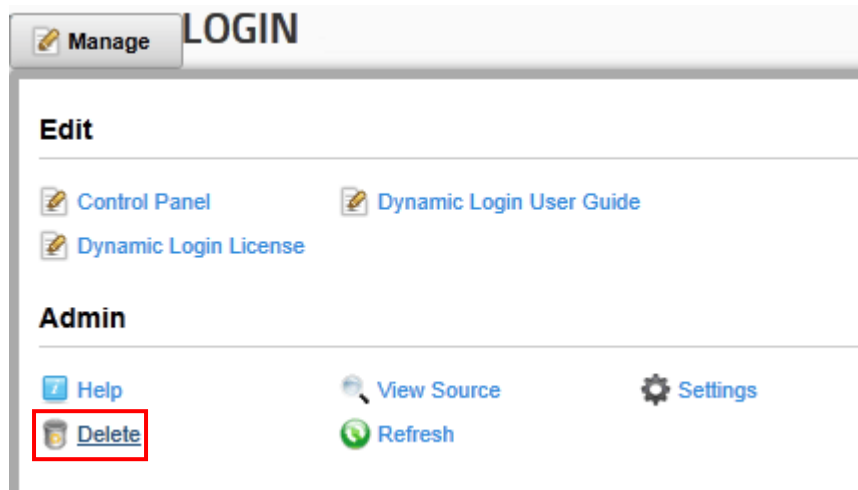 Manage LOGIN
Edit
Control Panel Dynamic Login User Guide
Dynamic Login License
Admin
Help View Source Settings
Delete Refresh